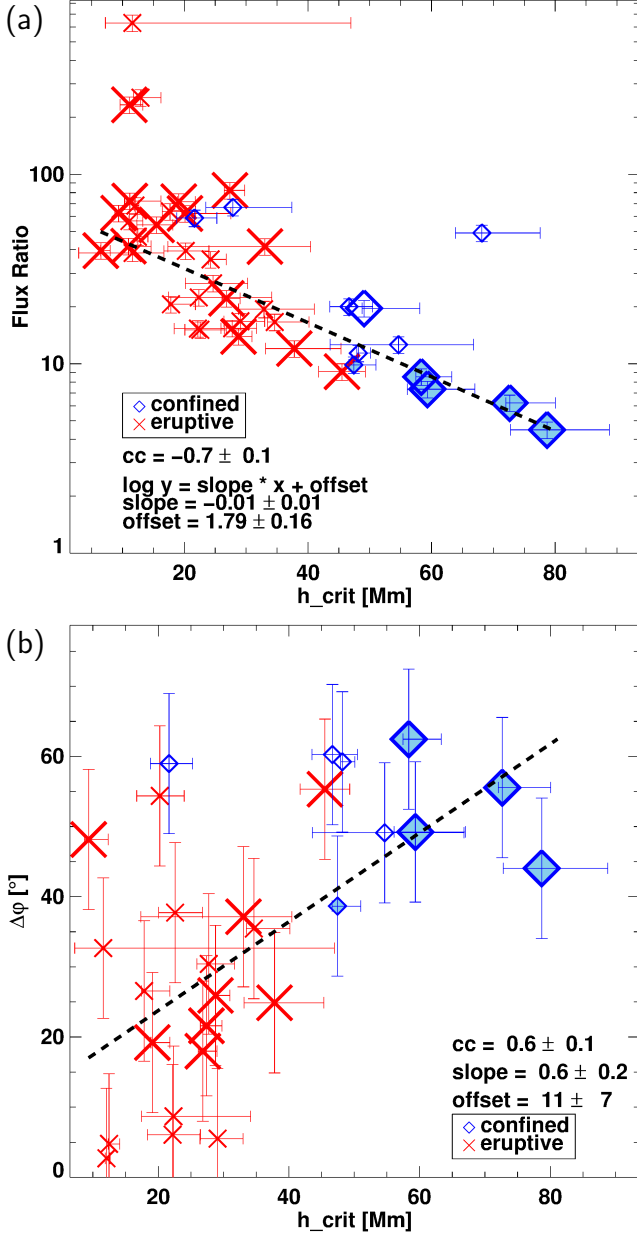 (a)
100
10
1
Flux Ratio
confined
eruptive
cc = −0.7 ± 0.1
log y = slope * x + offset
slope = −0.01 ± 0.01
offset = 1.79 ± 0.16
20 40 60 80
h_crit [Mm]
(b)
60
40
20
0
Δφ [°]
cc = 0.6 ± 0.1
slope = 0.6 ± 0.2
offset = 11 ± 7
confined
eruptive
20 40 60 80
h_crit [Mm]